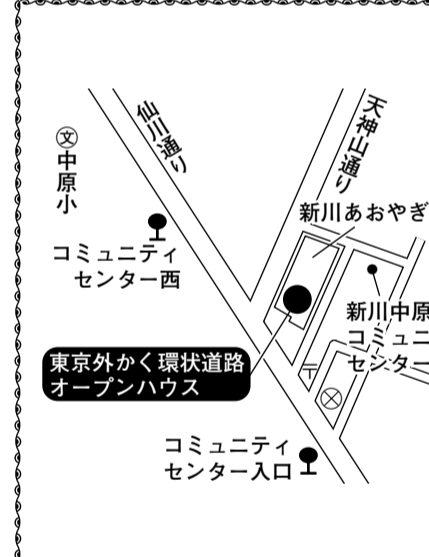 仙川通り
天神山通り
文
中原小
新川あおやぎ
コミュニティ
センター西
新川中原
コミュニ
センター
東京外かく環状道路
オープンハウス
〒
コミュニティ
センター入口